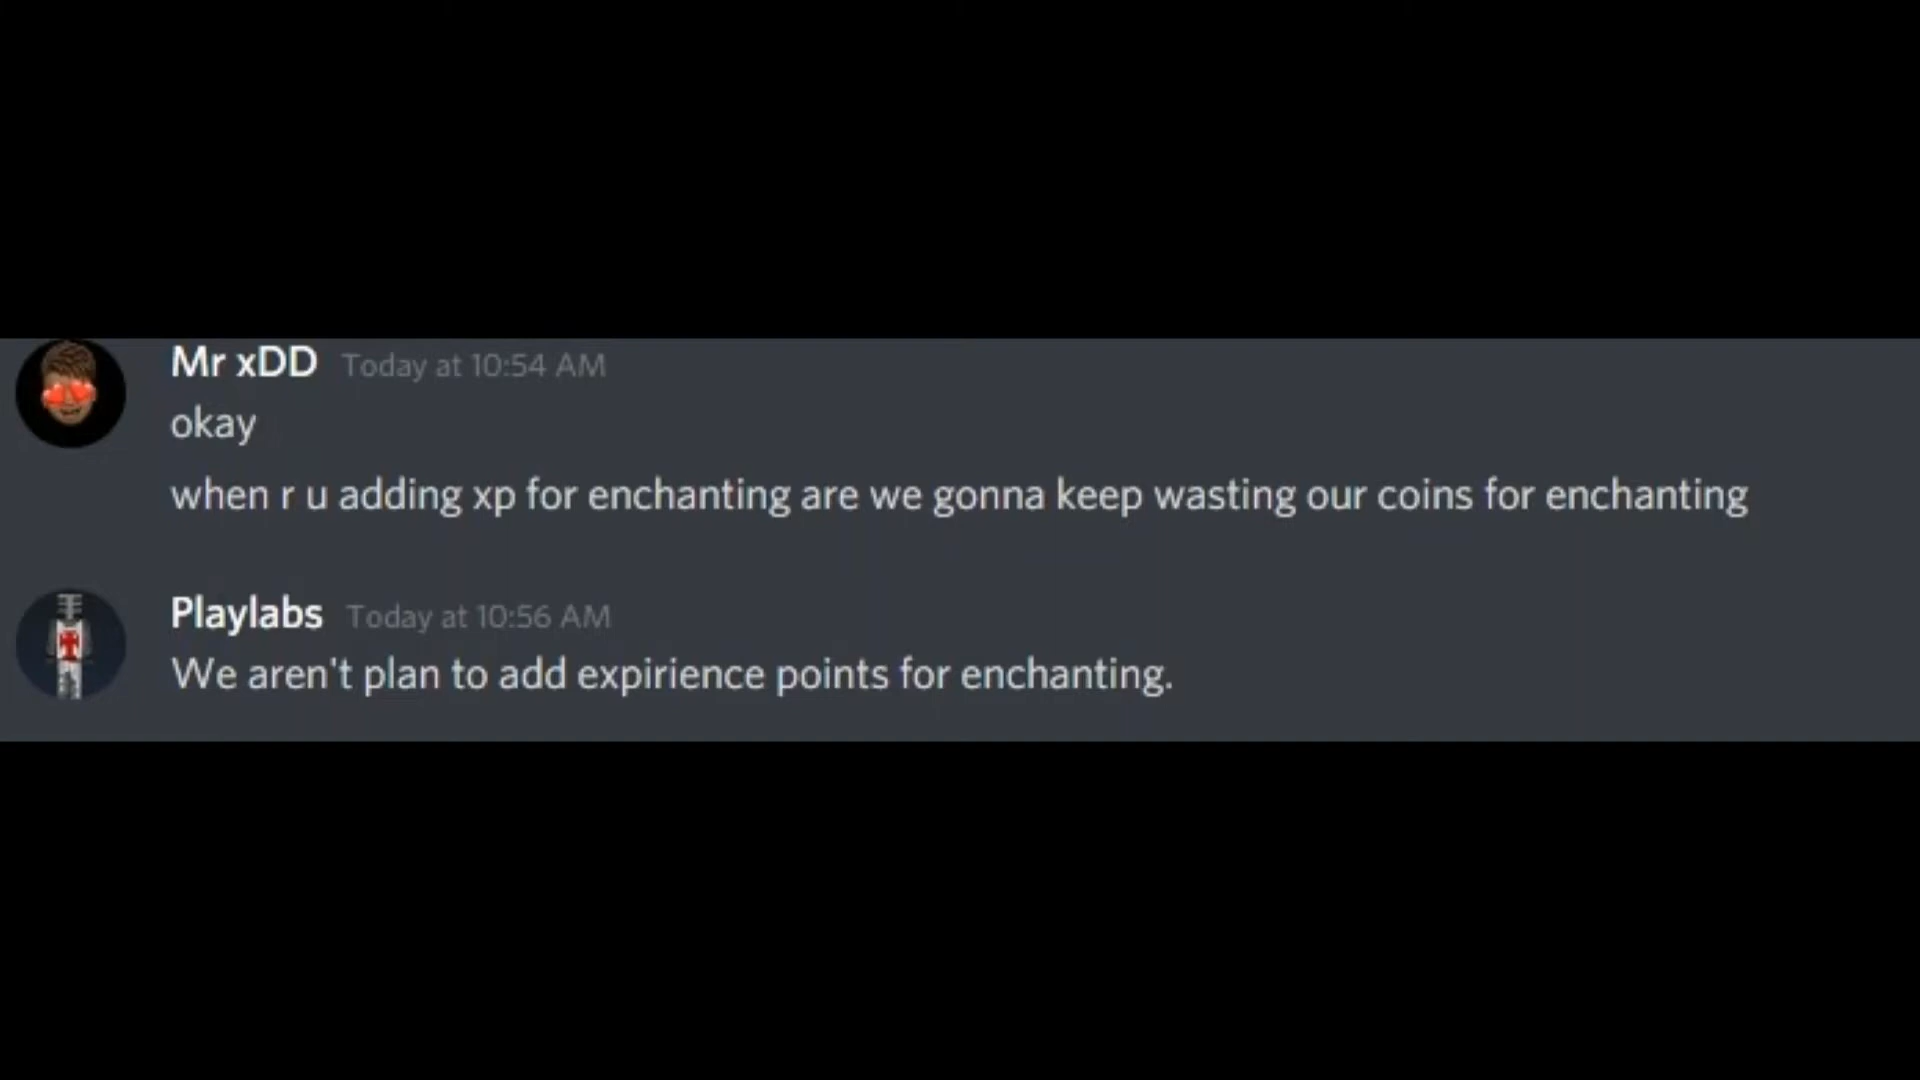 Mr xDD Today at 10:54 AM
okay
when r u adding xp for enchanting are we gonna keep wasting our coins for enchanting
Playlabs Today at 10:56 AM
We aren't plan to add expirience points for enchanting.